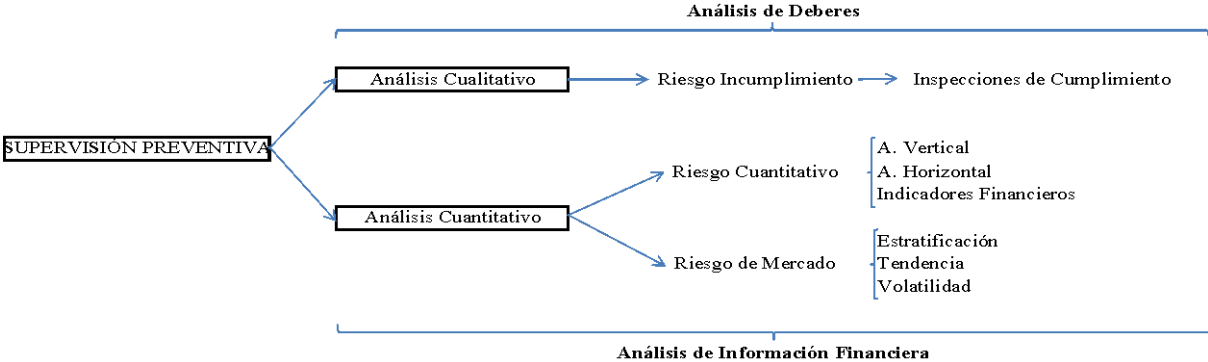 Análisis de Deberes
Análisis Cualitativo
Riesgo Incumplimiento
Inspecciones de Cumplimiento
SUPERVISIÓN PREVENTIVA
Riesgo Cuantitativo
A. Vertical
A. Horizontal
Indicadores Financieros
Análisis Cuantitativo
Riesgo de Mercado
Estratificación
Tendencia
Volatilidad
Análisis de Información Financiera